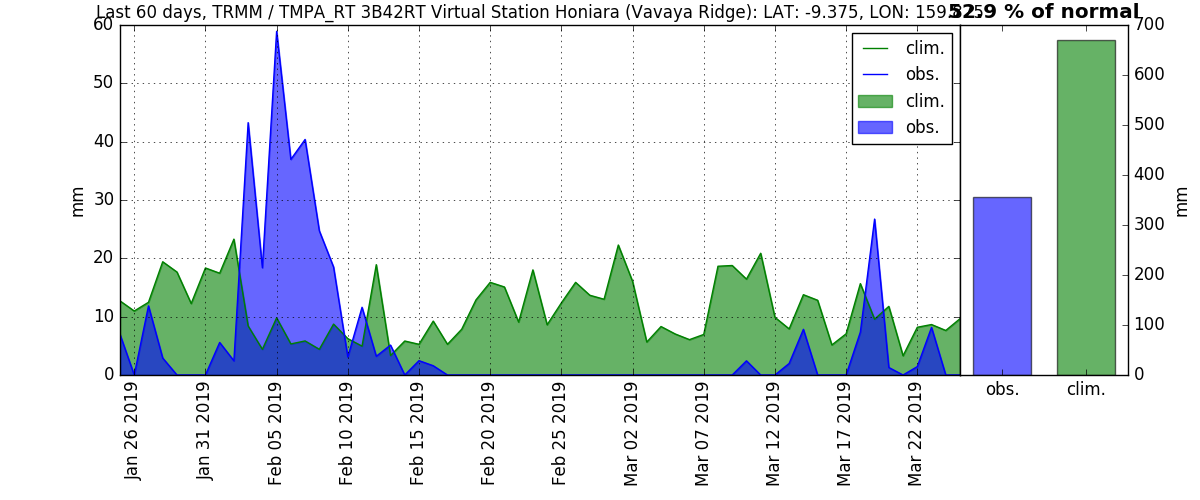 Last 60 days, TRMM / TMPA_RT 3B42RT Virtual Station Honiara (Vavaya Ridge): LAT: -9.375, LON: 159
52.9 % of normal
60
50
40
30
20
10
0
mm
clim.
obs.
clim.
obs.
Jan 26 2019
Jan 31 2019
Feb 05 2019
Feb 10 2019
Feb 15 2019
Feb 20 2019
Feb 25 2019
Mar 02 2019
Mar 07 2019
Mar 12 2019
Mar 17 2019
Mar 22 2019
700
600
500
400
300
200
100
0
mm
obs.
clim.